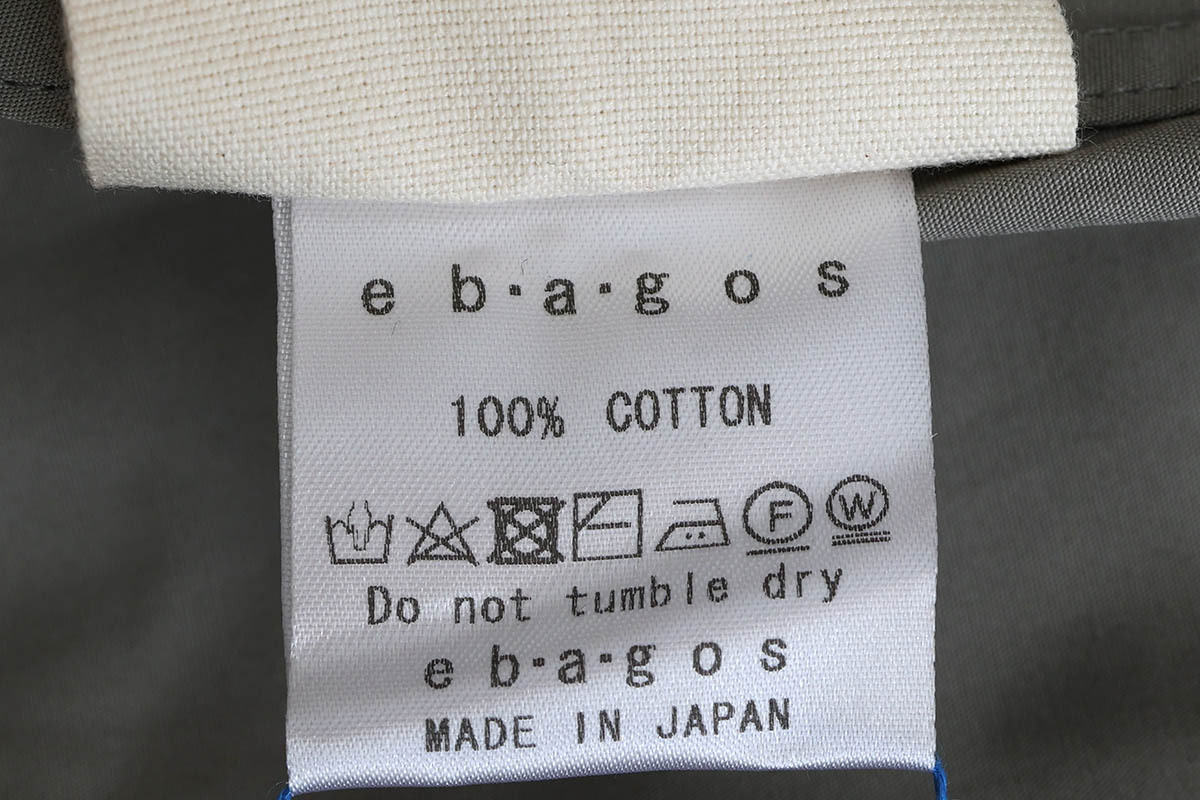 e b・a・g o s
100% COTTON
F W
Do not tumble dry
e b・a・g o s
MADE IN JAPAN